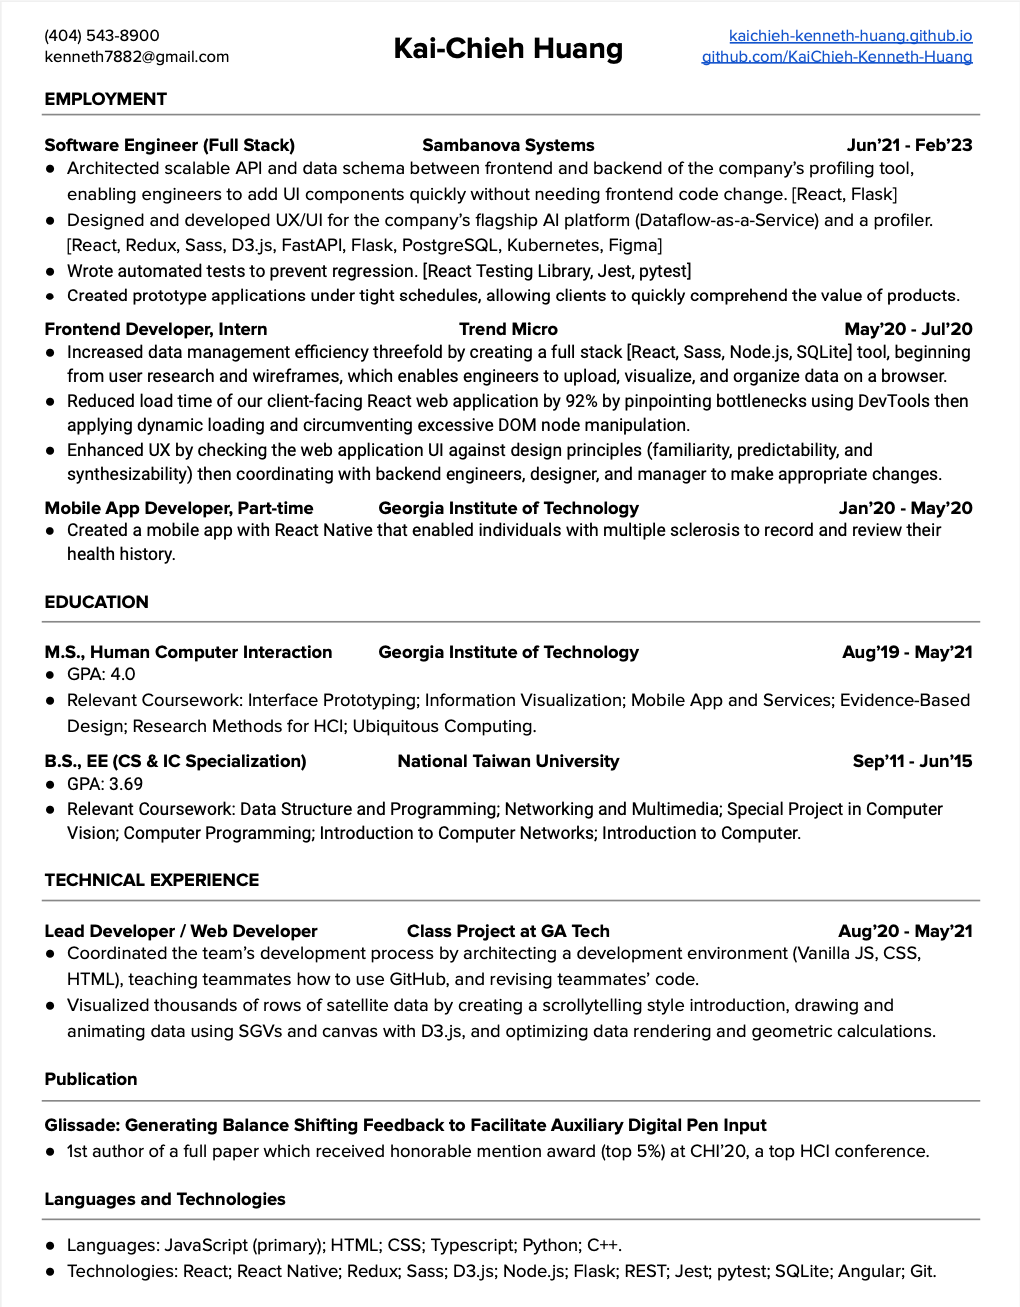 (404) 543-8900
kenneth7882@gmail.com
Kai-Chieh Huang
kaichieh-kenneth-huang.github.io
github.com/KaiChieh-Kenneth-Huang
EMPLOYMENT
Software Engineer (Full Stack) Sambanova Systems Jun’21 - Feb’23
● Architected scalable API and data schema between frontend and backend of the company’s profiling tool,
enabling engineers to add UI components quickly without needing frontend code change. [React, Flask]
● Designed and developed UX/UI for the company’s flagship AI platform (Dataflow-as-a-Service) and a profiler.
[React, Redux, Sass, D3.js, FastAPI, Flask, PostgreSQL, Kubernetes, Figma]
● Wrote automated tests to prevent regression. [React Testing Library, Jest, pytest]
● Created prototype applications under tight schedules, allowing clients to quickly comprehend the value of products.
Frontend Developer, Intern Trend Micro May’20 - Jul’20
● Increased data management efficiency threefold by creating a full stack [React, Sass, Node.js, SQLite] tool, beginning
from user research and wireframes, which enables engineers to upload, visualize, and organize data on a browser.
● Reduced load time of our client-facing React web application by 92% by pinpointing bottlenecks using DevTools then
applying dynamic loading and circumventing excessive DOM node manipulation.
● Enhanced UX by checking the web application UI against design principles (familiarity, predictability, and
synthesizability) then coordinating with backend engineers, designer, and manager to make appropriate changes.
Mobile App Developer, Part-time Georgia Institute of Technology Jan’20 - May’20
● Created a mobile app with React Native that enabled individuals with multiple sclerosis to record and review their
health history.
EDUCATION
M.S., Human Computer Interaction Georgia Institute of Technology Aug’19 - May’21
● GPA: 4.0
● Relevant Coursework: Interface Prototyping; Information Visualization; Mobile App and Services; Evidence-Based
Design; Research Methods for HCI; Ubiquitous Computing.
B.S., EE (CS & IC Specialization) National Taiwan University Sep’11 - Jun’15
● GPA: 3.69
● Relevant Coursework: Data Structure and Programming; Networking and Multimedia; Special Project in Computer
Vision; Computer Programming; Introduction to Computer Networks; Introduction to Computer.
TECHNICAL EXPERIENCE
Lead Developer / Web Developer Class Project at GA Tech Aug’20 - May’21
● Coordinated the team’s development process by architecting a development environment (Vanilla JS, CSS,
HTML), teaching teammates how to use GitHub, and revising teammates’ code.
● Visualized thousands of rows of satellite data by creating a scrollytelling style introduction, drawing and
animating data using SGVs and canvas with D3.js, and optimizing data rendering and geometric calculations.
Publication
Glissade: Generating Balance Shifting Feedback to Facilitate Auxiliary Digital Pen Input
● 1st author of a full paper which received honorable mention award (top 5%) at CHI’20, a top HCI conference.
Languages and Technologies
● Languages: JavaScript (primary); HTML; CSS; Typescript; Python; C++.
● Technologies: React; React Native; Redux; Sass; D3.js; Node.js; Flask; REST; Jest; pytest; SQLite; Angular; Git.